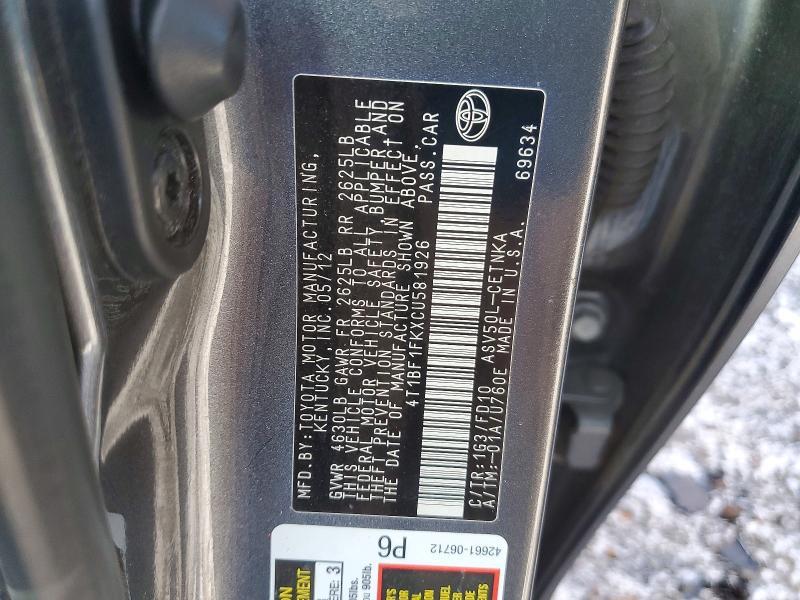 MFD.BY:TOYOTA MOTOR MANUFACTURING,
KENTUCKY, INC. 05/12
GVWR 4630LB GAWR FR 2625LB RR 2625LB
THIS VEHICLE CONFORMS TO ALL APPLICABLE
FEDERAL MOTOR VEHICLE SAFETY, BUMPER AND
THEFT PREVENTION STANDARDS IN EFFECT ON
THE DATE OF MANUFACTURE SHOWN ABOVE.
4T1BF1FKXCU581926 PASS.CAR
C/TR:1G3/FD10 ASV50L-CETNKA
A/TM:-01A/U760E MADE IN U.S.A.
69634
P6
42661-06712
3